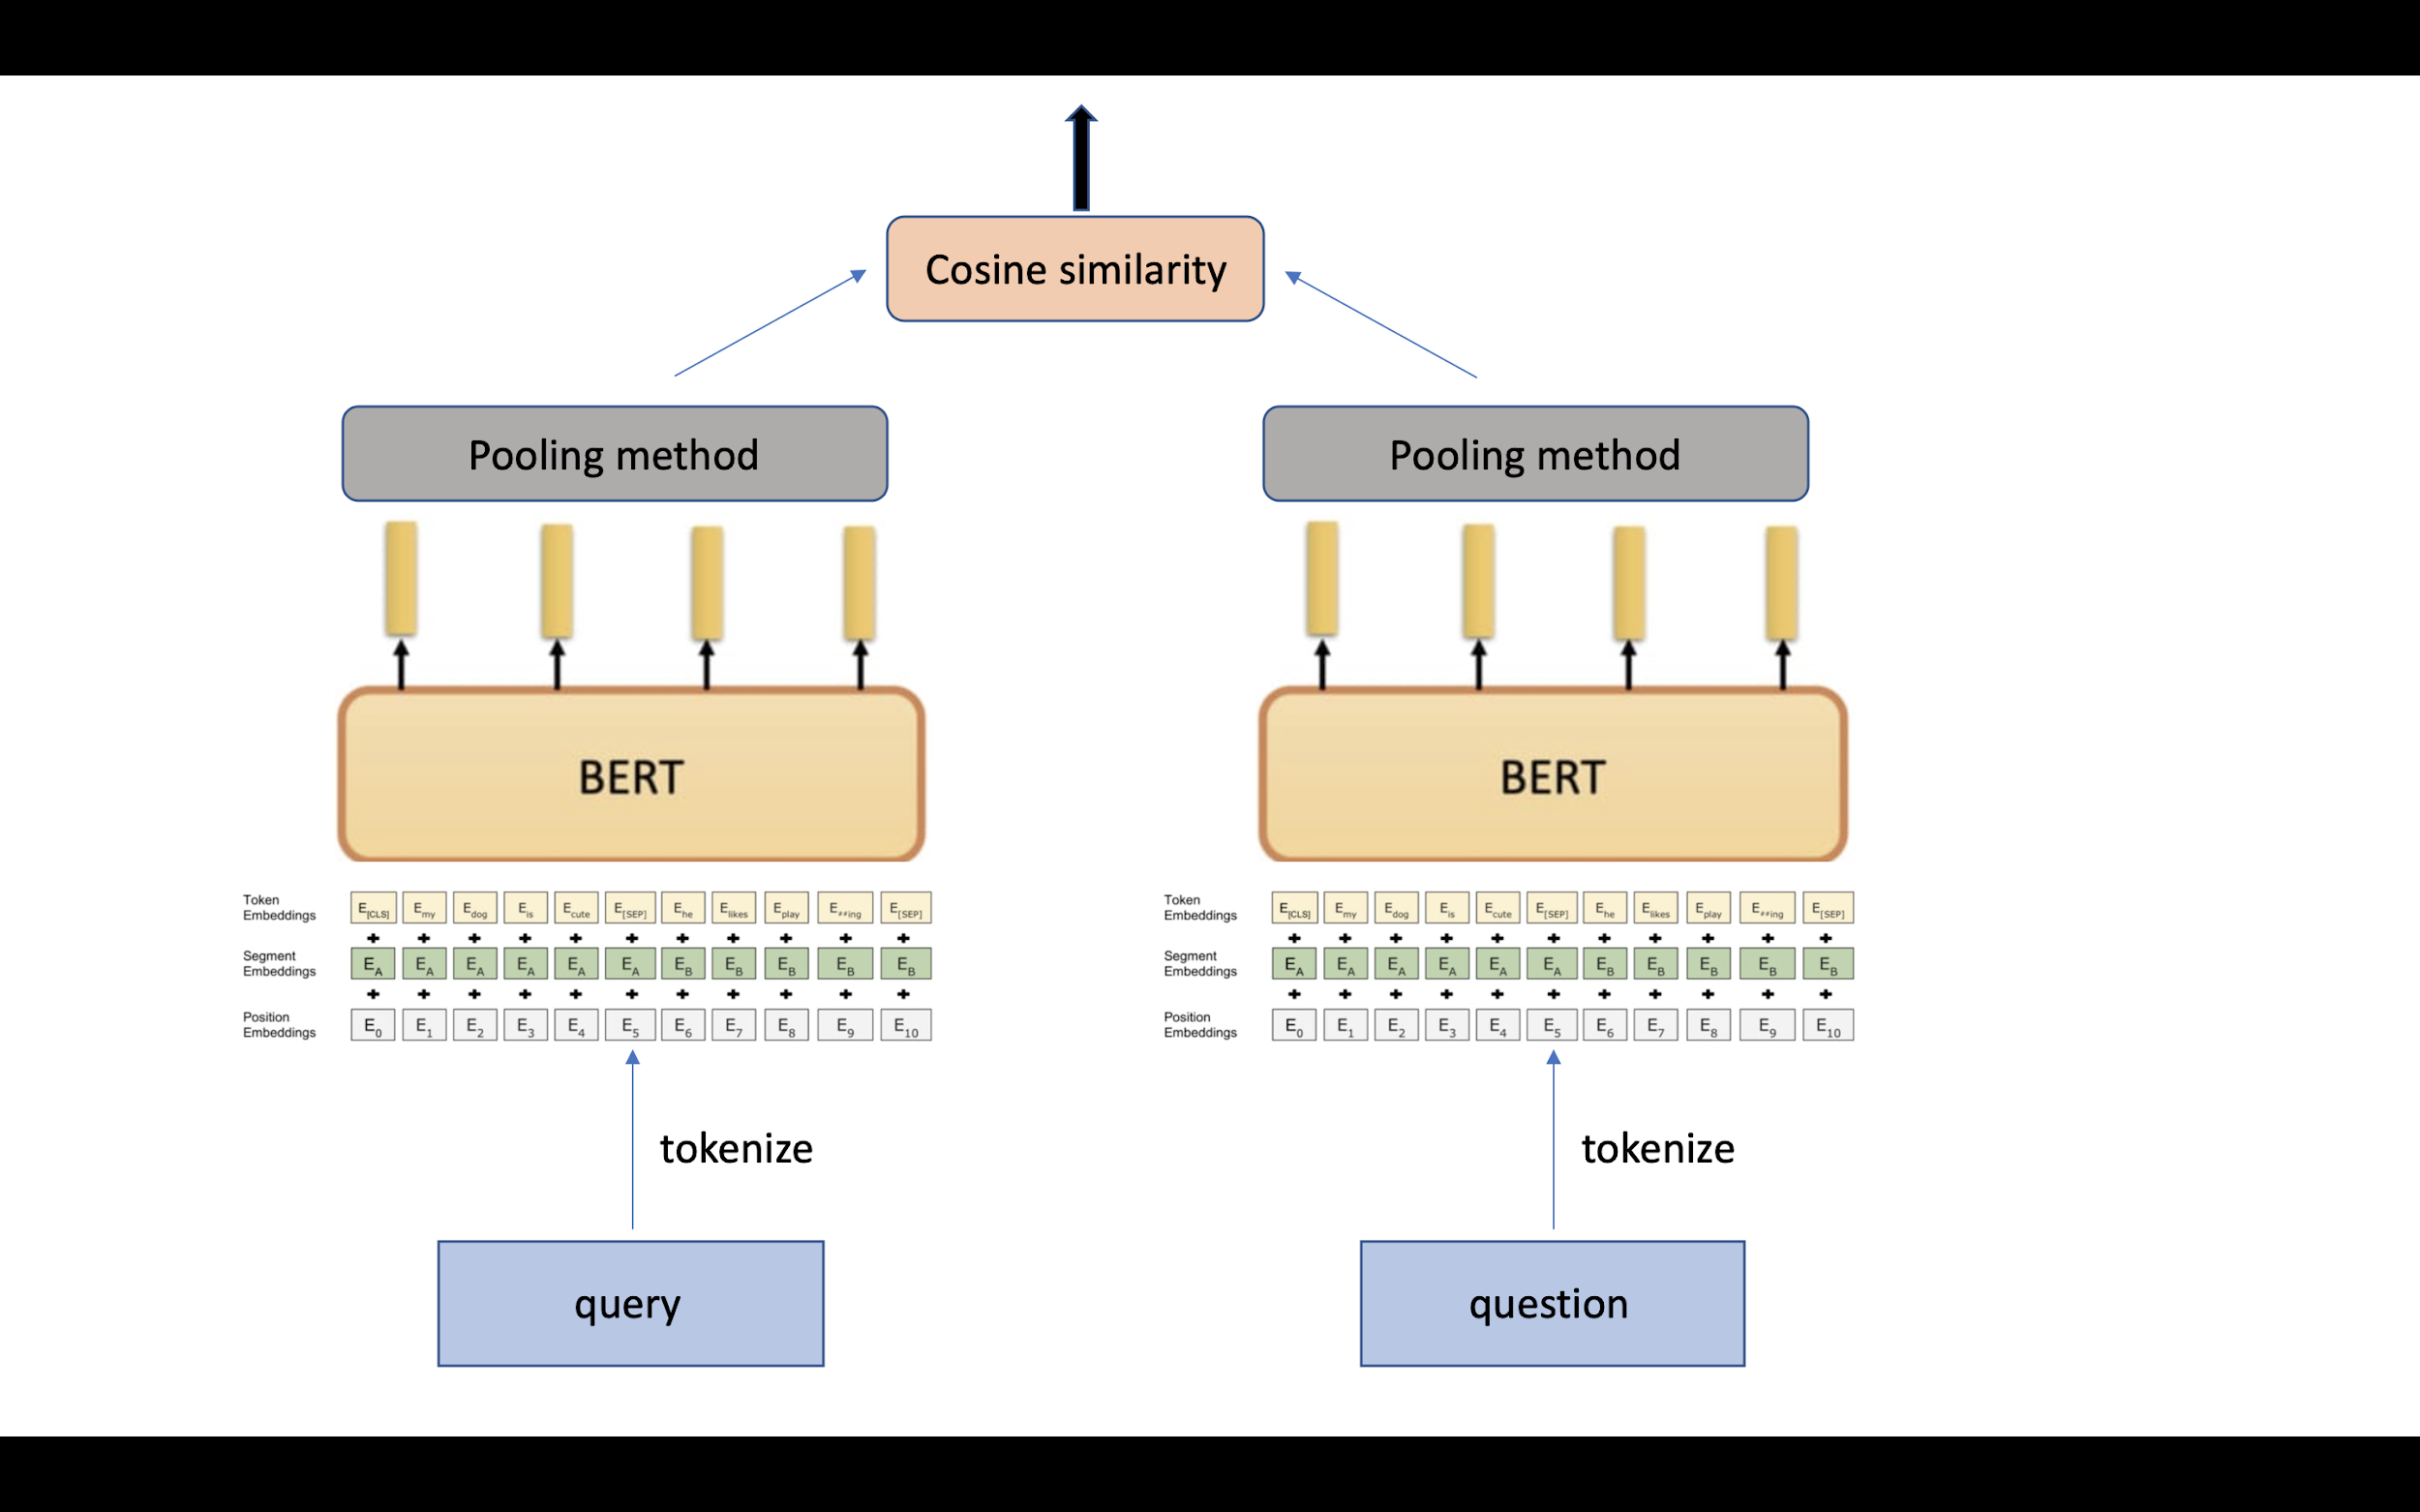 Cosine similarity
Pooling method Pooling method
BERT BERT
Token
Embeddings
E[CLS] Emy Edog Eis Ecute E[SEP] Ehe Elikes Eplay E##ing E[SEP]
Token
Embeddings
E[CLS] Emy Edog Eis Ecute E[SEP] Ehe Elikes Eplay E##ing E[SEP]
+ + + + + + + + + + +
+ + + + + + + + + + +
Segment
Embeddings
EA EA EA EA EA EA EB EB EB EB EB
Segment
Embeddings
EA EA EA EA EA EA EB EB EB EB EB
+ + + + + + + + + + +
+ + + + + + + + + + +
Position
Embeddings
E0 E1 E2 E3 E4 E5 E6 E7 E8 E9 E10
Position
Embeddings
E0 E1 E2 E3 E4 E5 E6 E7 E8 E9 E10
tokenize tokenize
query question